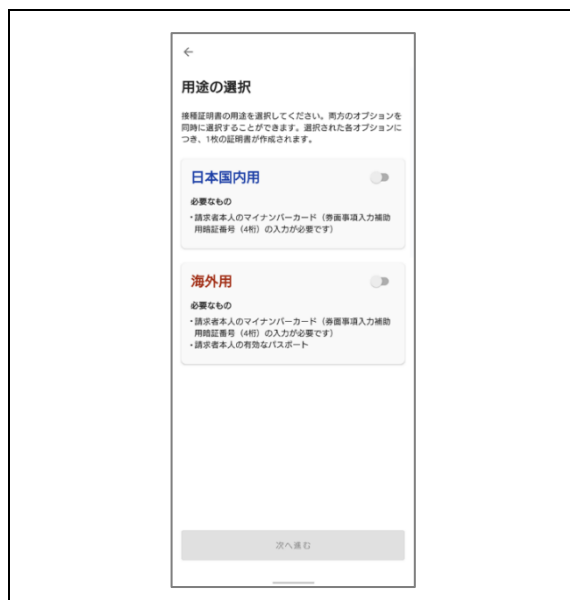 ←
用途の選択
接種証明書の用途を選択してください。両方のオプションを
同時に選択することができます。選択された各オプションに
つき、1枚の証明書が作成されます。
日本国内用
必要なもの
・請求者本人のマイナンバーカード（券面事項入力補助
用暗証番号（4桁）の入力が必要です）
海外用
必要なもの
・請求者本人のマイナンバーカード（券面事項入力補助
用暗証番号（4桁）の入力が必要です）
・請求者本人の有効なパスポート
次へ進む